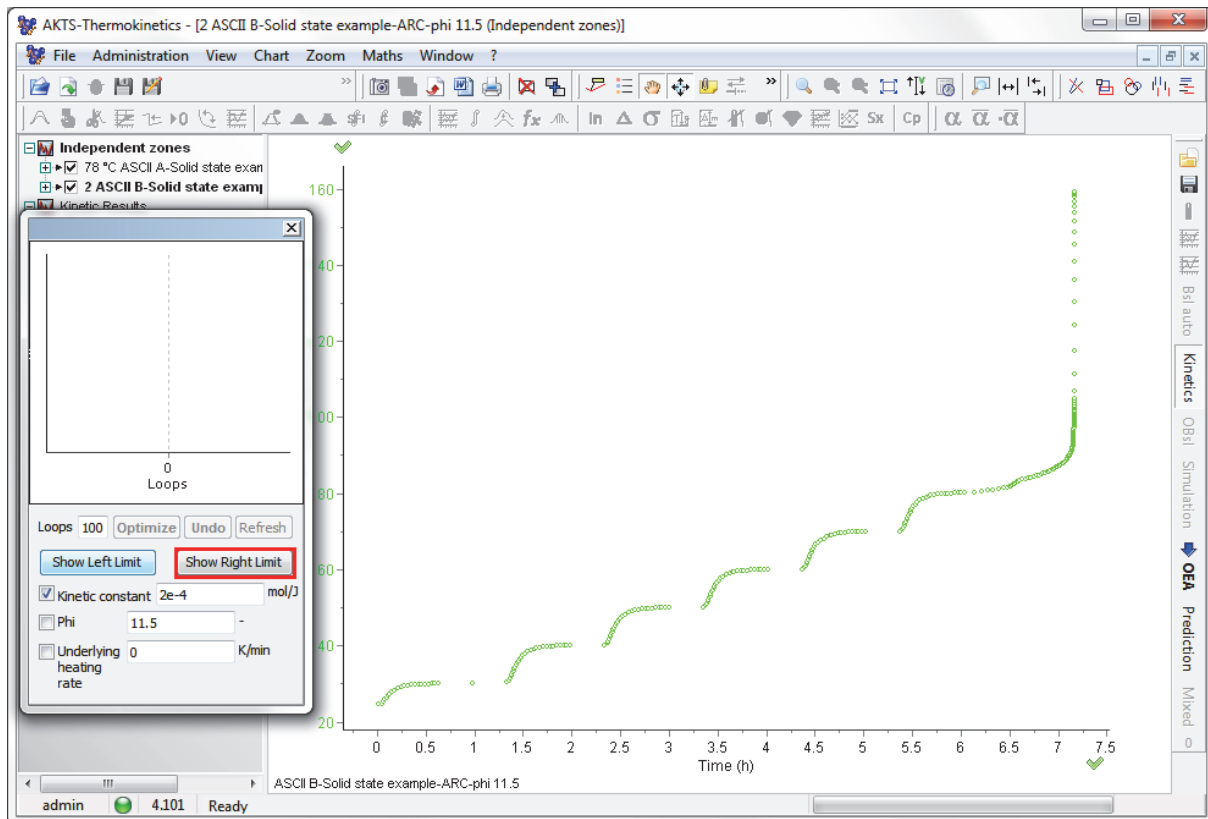 AKTS-Thermokinetics - [2 ASCII B-Solid state example-ARC-phi 11.5 (Independent zones)]
File Administration View Chart Zoom Maths Window ?
fx ln Δ σ Sx Cp α α -α
Independent zones
78 °C ASCII A-Solid state exan
2 ASCII B-Solid state examp
Kinetic Results
160
40
20
00
80
60
40
20
0 0.5 1 1.5 2 2.5 3 3.5 4 4.5 5 5.5 6 6.5 7 7.5
Time (h)
ASCII B-Solid state example-ARC-phi 11.5
0
Loops
Loops 100 Optimize Undo Refresh
Show Left Limit Show Right Limit
Kinetic constant 2e-4 mol/J
Phi 11.5 -
Underlying 0 K/min
heating
rate
Bsl auto
Kinetics
OBsl
Simulation
OEA
Prediction
Mixed
0
admin 4.101 Ready